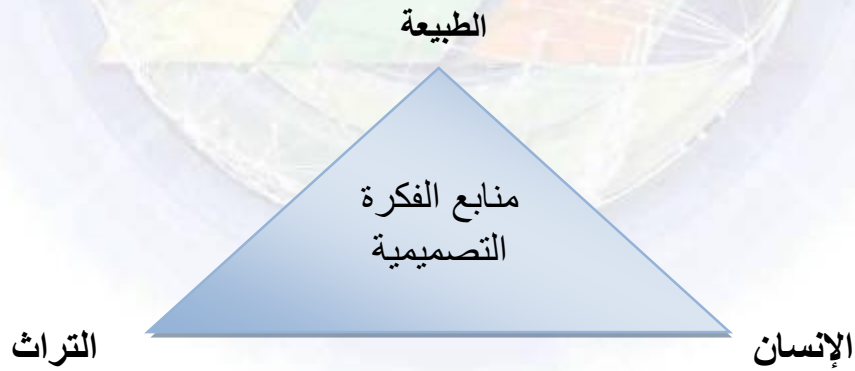 الطبيعة
منابع الفكرة
التصميمية
الإنسان
التراث